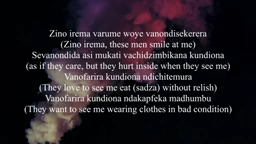 Zino irema varume woye vanondisekerera
(Zino irema, these men smile at me)
Sevanondida asi mukati vachidzimbikana kundiona
(as if they care, but they hurt inside when they see me)
Vanofarira kundiona ndichitemura
(They love to see me eat (sadza) without relish)
Vanofarira kundiona ndakapfeka madhumbu
(They want to see me wearing clothes in bad condition)